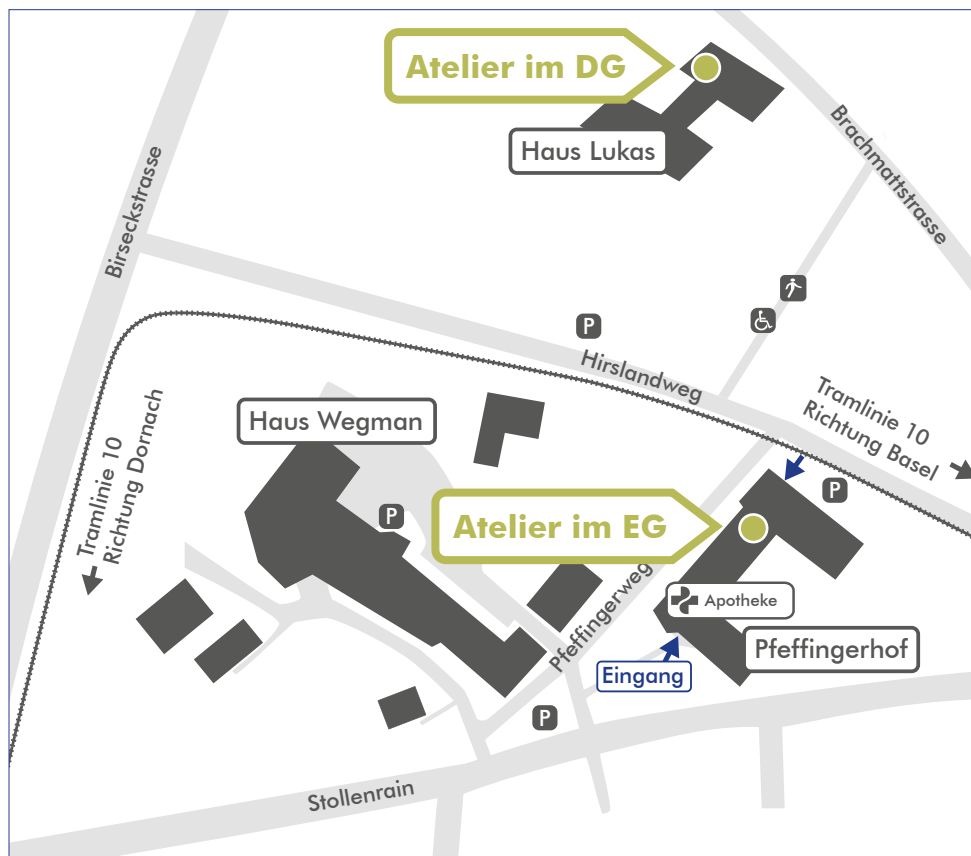 Atelier im DG
Haus Lukas
Brachmattstrasse
Birseckstrasse
P
Hirslandweg
Tramlinie 10
Richtung Basel
Haus Wegman
Tramlinie 10
Richtung Dornach
P
P
Atelier im EG
Pfeffingerweg
Apotheke
Pfeffingerhof
Eingang
P
Stollenrain